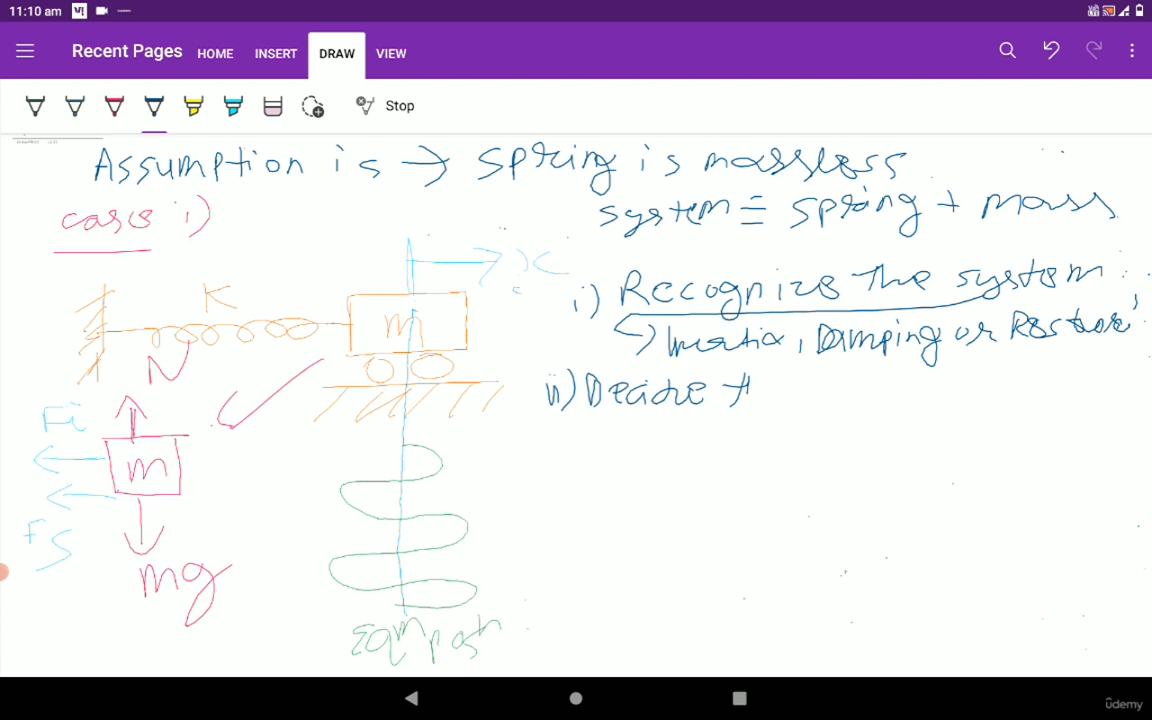 11:10 am
Recent Pages HOME INSERT DRAW VIEW
Stop
Assumption is → Spring is massless
System ≡ Spring + mass
case i)
x
i) Recognize the system
K
m
↳ Inertia, Damping or Restore
N
ii) Decide t
Fi
m
Fs
mg
Eqm posn
udemy